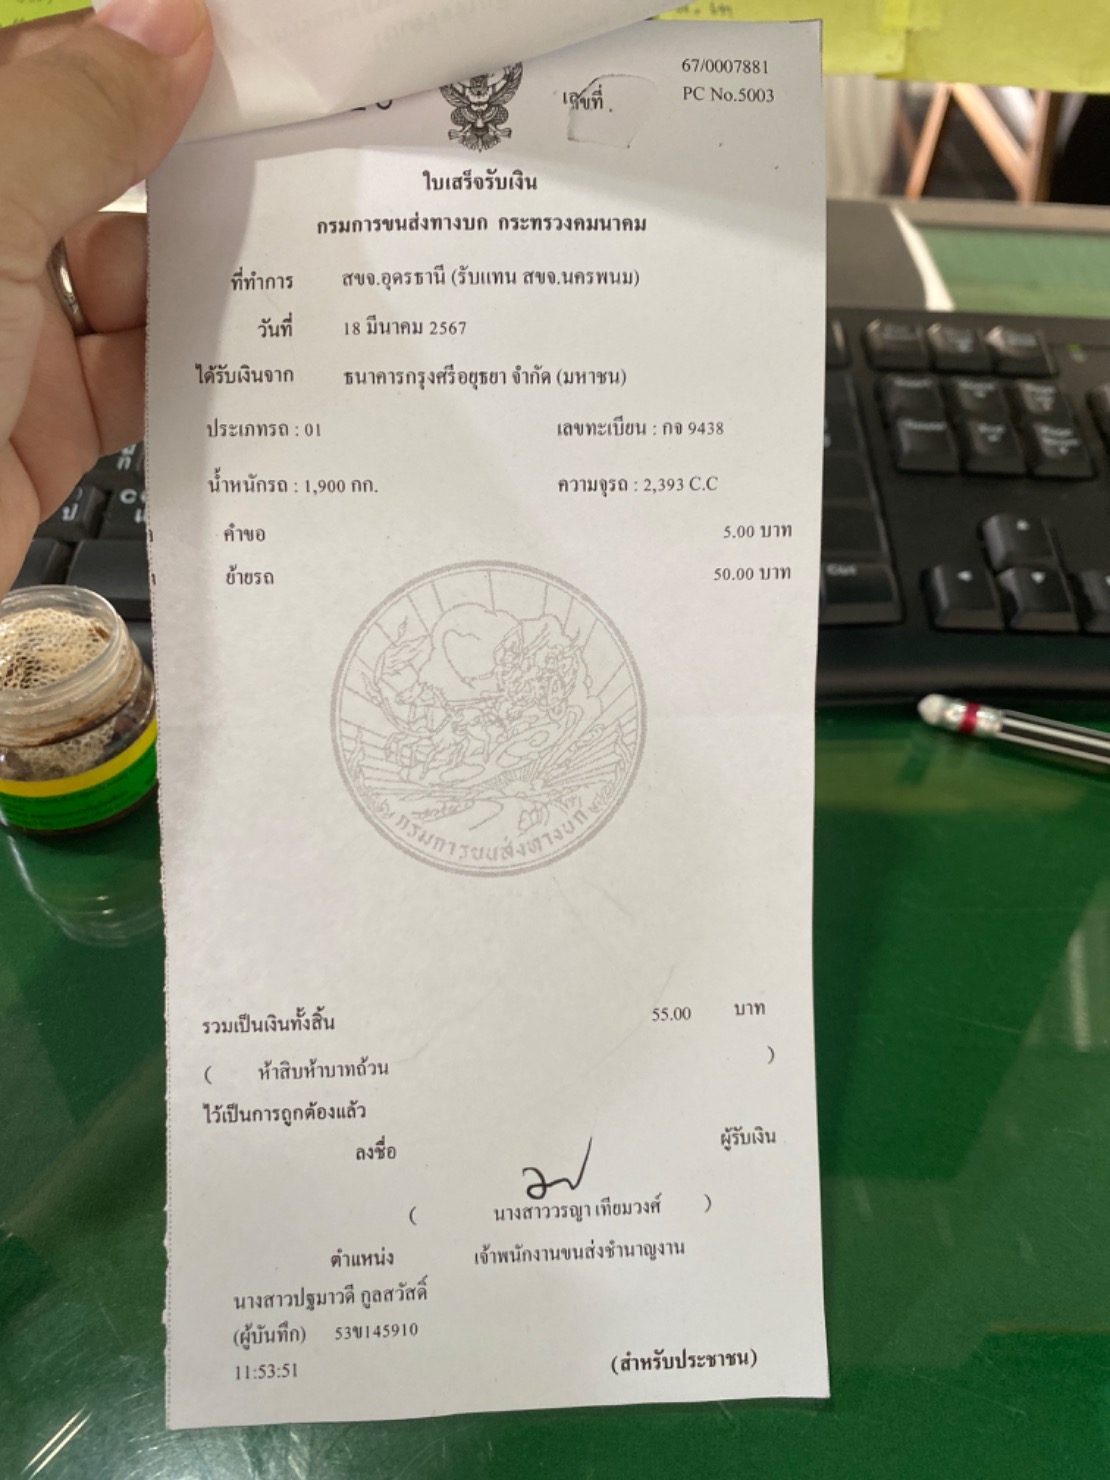 67/0007881
เลขที่ PC No.5003
ใบเสร็จรับเงิน
กรมการขนส่งทางบก กระทรวงคมนาคม
ที่ทำการ สขจ.อุดรธานี (รับแทน สขจ.นครพนม)
วันที่ 18 มีนาคม 2567
ได้รับเงินจาก ธนาคารกรุงศรีอยุธยา จำกัด (มหาชน)
ประเภทรถ : 01 เลขทะเบียน : กจ 9438
น้ำหนักรถ : 1,900 กก. ความจุรถ : 2,393 C.C
คำขอ 5.00 บาท
ย้ายรถ 50.00 บาท
กรมการขนส่งทางบก
รวมเป็นเงินทั้งสิ้น 55.00 บาท
( ห้าสิบห้าบาทถ้วน )
ไว้เป็นการถูกต้องแล้ว
ลงชื่อ ผู้รับเงิน
( นางสาววรญา เทียมวงศ์ )
ตำแหน่ง เจ้าพนักงานขนส่งชำนาญงาน
นางสาวปฐมาวดี กูลสวัสดิ์
(ผู้บันทึก) 53ข145910
11:53:51
(สำหรับประชาชน)
Ctrl